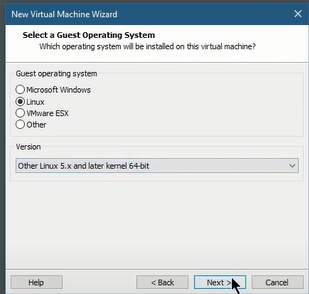 New Virtual Machine Wizard
Select a Guest Operating System
Which operating system will be installed on this virtual machine?
Guest operating system
Microsoft Windows
Linux
VMware ESX
Other
Version
Other Linux 5.x and later kernel 64-bit
Help
< Back
Next >
Cancel